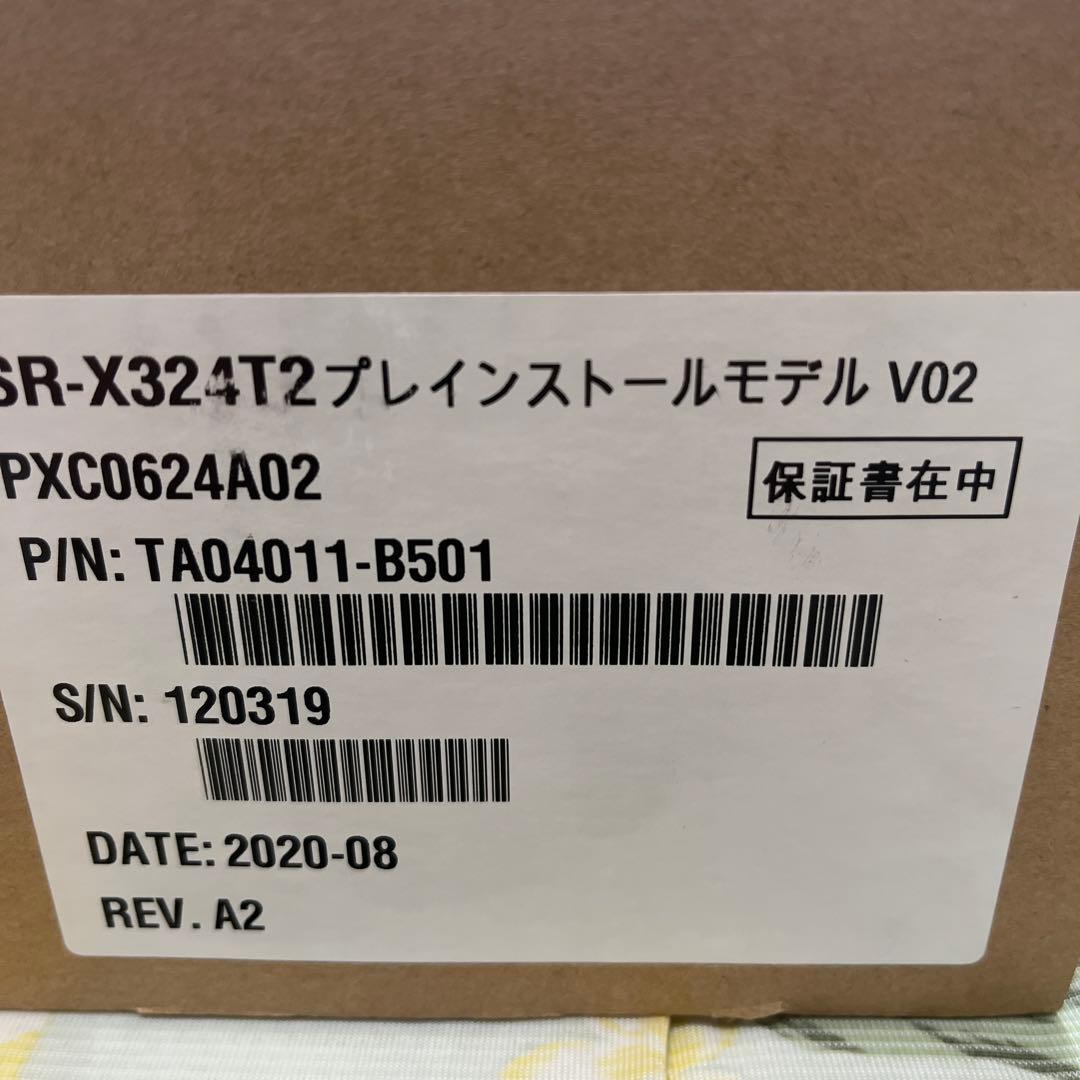 SR-X324T2プレインストールモデル V02
PXC0624A02
保証書在中
P/N: TA04011-B501
S/N: 120319
DATE: 2020-08
REV. A2